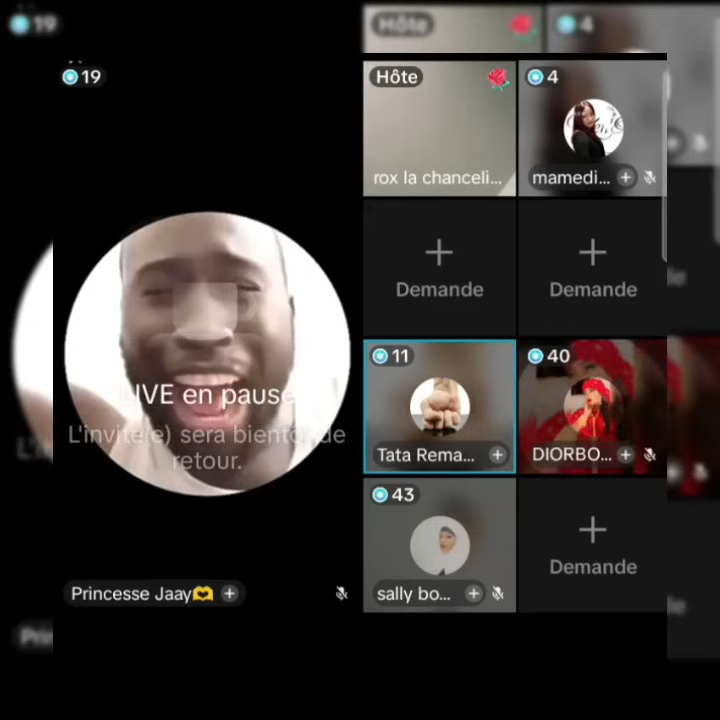 19
Hôte
4
rox la chanceli...
mamedi...
Demande
Demande
11
40
LIVE en pause
L'invité(e) sera bientôt de
retour.
Tata Rema...
DIORBO...
43
Demande
Princesse Jaay🫶
sally bo...